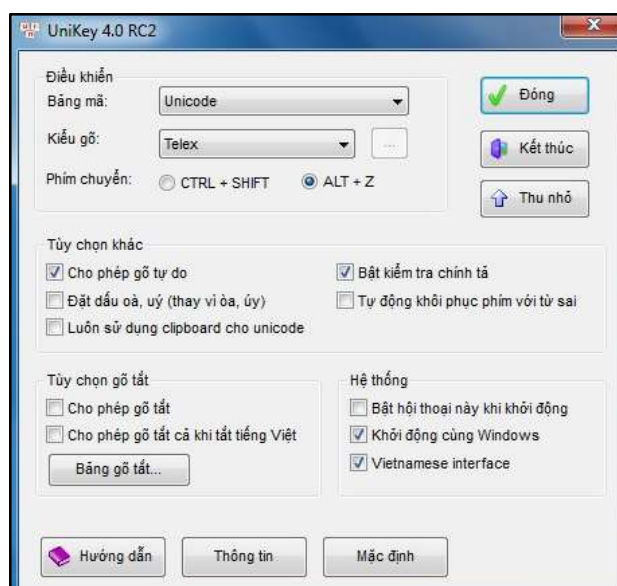 UniKey 4.0 RC2
Điều khiển
Bảng mã: Unicode
Đóng
Kiểu gõ: Telex ...
Kết thúc
Phím chuyển: CTRL + SHIFT ALT + Z
Thu nhỏ
Tùy chọn khác
Cho phép gõ tự do
Bật kiểm tra chính tả
Đặt dấu oà, uý (thay vì òa, úy)
Tự động khôi phục phím với từ sai
Luôn sử dụng clipboard cho unicode
Tùy chọn gõ tắt
Cho phép gõ tắt
Cho phép gõ tắt cả khi tắt tiếng Việt
Bảng gõ tắt...
Hệ thống
Bật hội thoại này khi khởi động
Khởi động cùng Windows
Vietnamese interface
Hướng dẫn
Thông tin
Mặc định